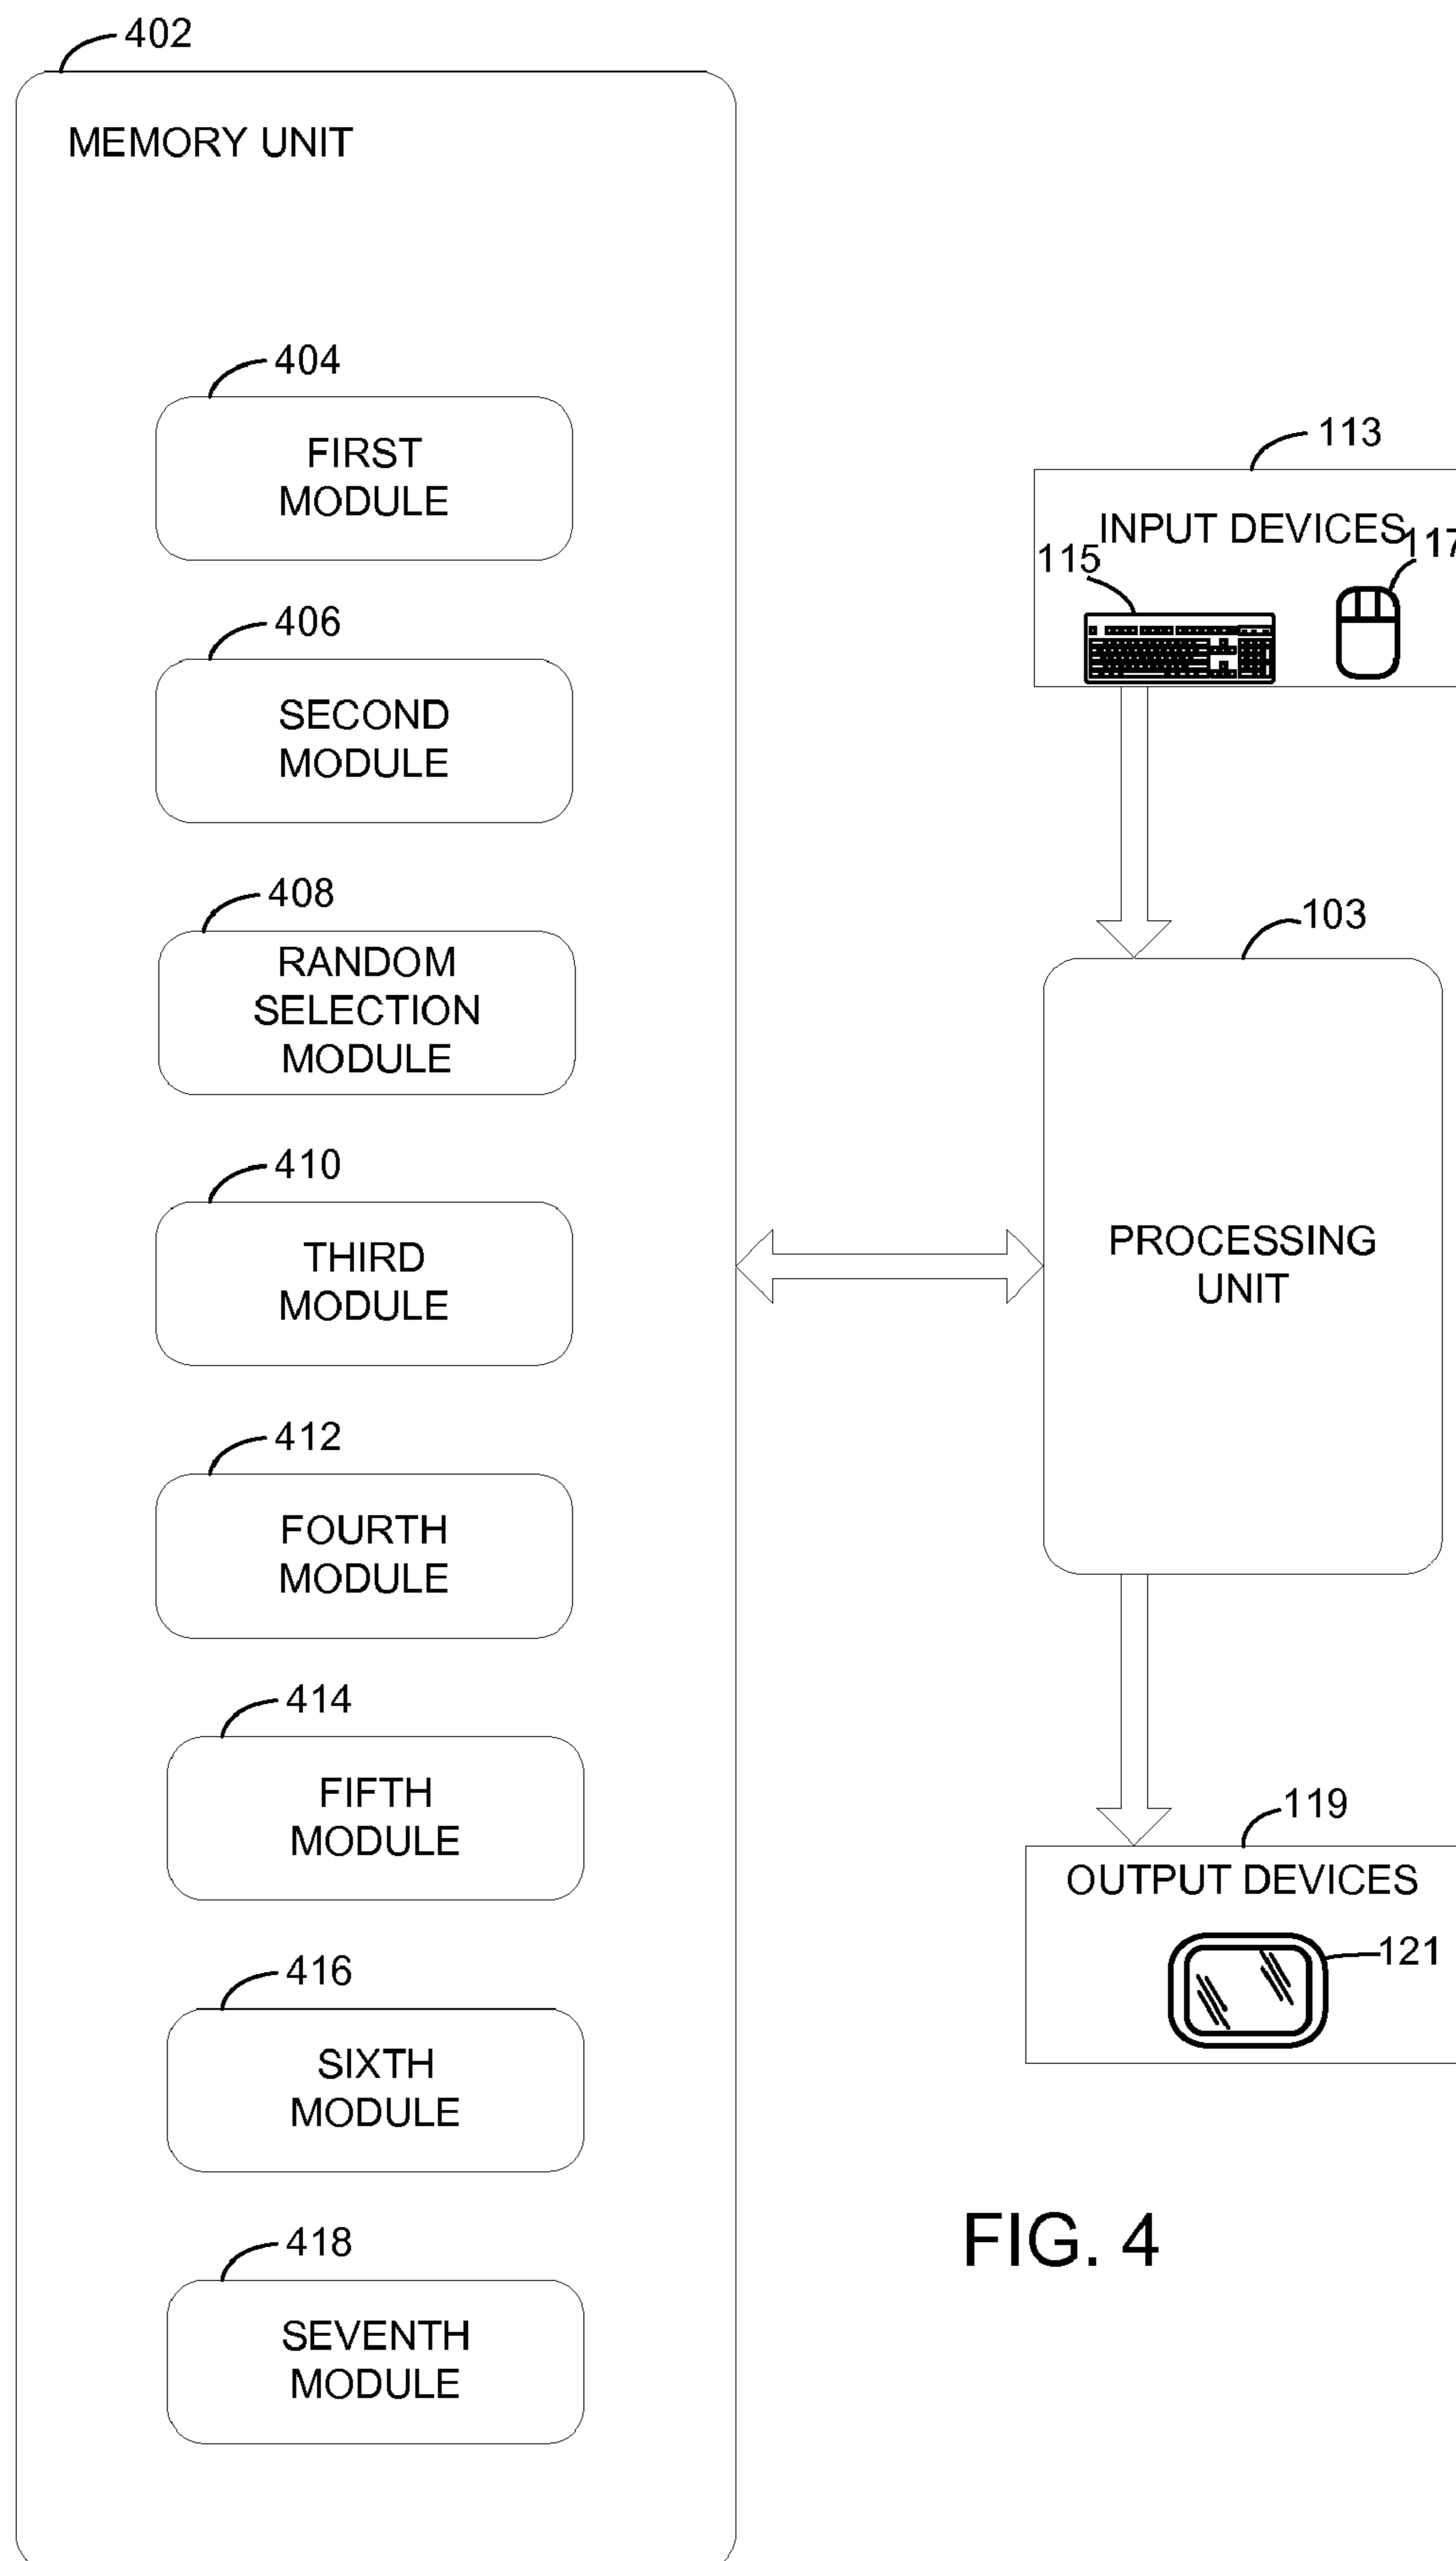 402
MEMORY UNIT
404
FIRST
MODULE
406
SECOND
MODULE
408
RANDOM
SELECTION
MODULE
410
THIRD
MODULE
412
FOURTH
MODULE
414
FIFTH
MODULE
416
SIXTH
MODULE
418
SEVENTH
MODULE
113
INPUT DEVICES
115
117
103
PROCESSING
UNIT
119
OUTPUT DEVICES
121
FIG. 4